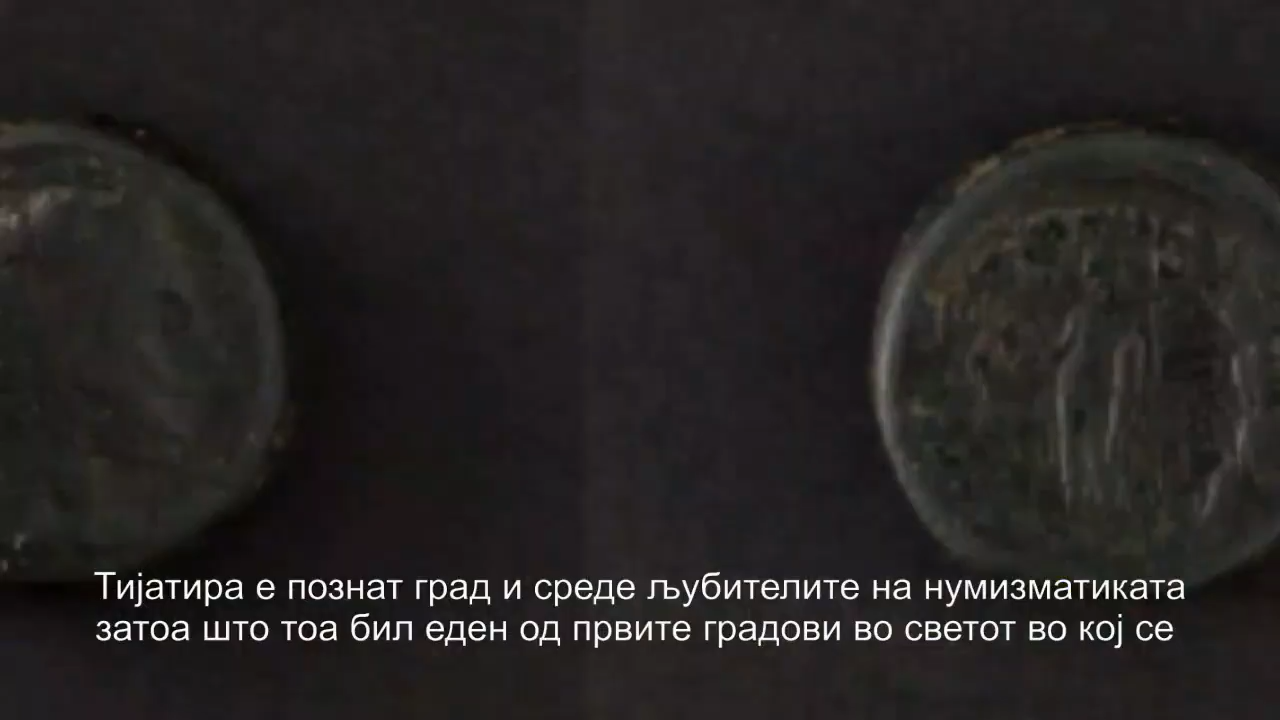 Тијатира е познат град и среде љубителите на нумизматиката
затоа што тоа бил еден од првите градови во светот во кој се